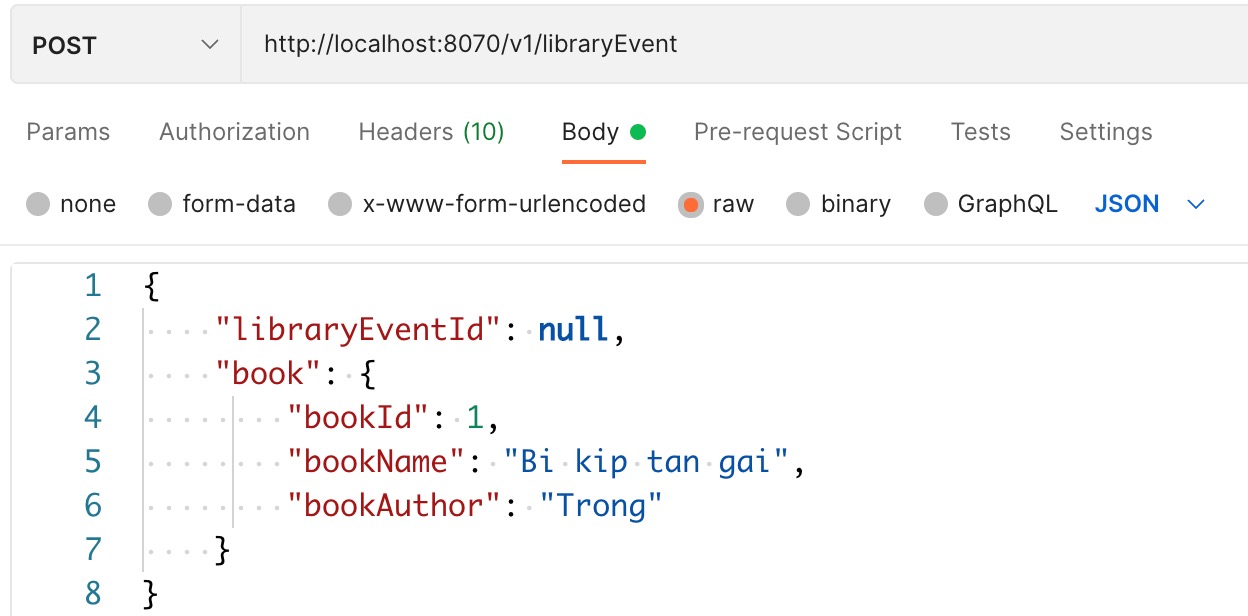 POST http://localhost:8070/v1/libraryEvent
Params Authorization Headers (10) Body Pre-request Script Tests Settings
none form-data x-www-form-urlencoded raw binary GraphQL JSON
1 {
2     "libraryEventId": null,
3     "book": {
4         "bookId": 1,
5         "bookName": "Bi kip tan gai",
6         "bookAuthor": "Trong"
7     }
8 }